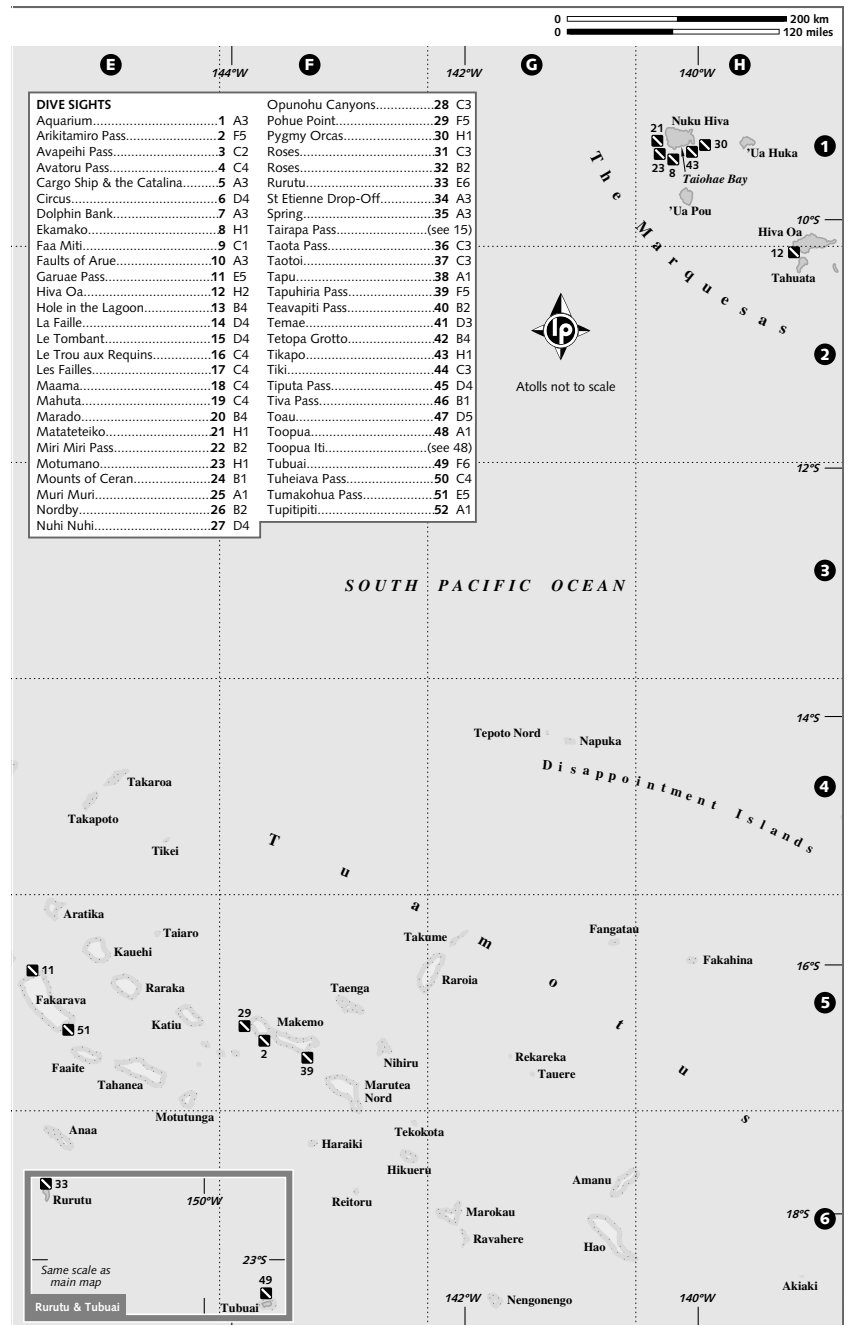 0 200 km
0 120 miles
E
F
G
H
144°W
142°W
140°W
DIVE SIGHTS
Aquarium 1 A3
Arikitamiro Pass 2 F5
Avapeihi Pass 3 C2
Avatoru Pass 4 C4
Cargo Ship & the Catalina 5 A3
Circus 6 D4
Dolphin Bank 7 A3
Ekamako 8 H1
Faa Miti 9 C1
Faults of Arue 10 A3
Garuae Pass 11 E5
Hiva Oa 12 H2
Hole in the Lagoon 13 B4
La Faille 14 D4
Le Tombant 15 D4
Le Trou aux Requins 16 C4
Les Failles 17 C4
Maama 18 C4
Mahuta 19 C4
Marado 20 B4
Matateteiko 21 H1
Miri Miri Pass 22 B2
Motumano 23 H1
Mounts of Ceran 24 B1
Muri Muri 25 A1
Nordby 26 B2
Nuhi Nuhi 27 D4
Opunohu Canyons 28 C3
Pohue Point 29 F5
Pygmy Orcas 30 H1
Roses 31 C3
Roses 32 B2
Rurutu 33 E6
St Etienne Drop-Off 34 A3
Spring 35 A3
Tairapa Pass (see 15)
Taota Pass 36 C3
Taotoi 37 C3
Tapu 38 A1
Tapuhiria Pass 39 F5
Teavapiti Pass 40 B2
Temae 41 D3
Tetopa Grotto 42 B4
Tikapo 43 H1
Tiki 44 C3
Tiputa Pass 45 D4
Tiva Pass 46 B1
Toau 47 D5
Toopua 48 A1
Toopua Iti (see 48)
Tubuai 49 F6
Tuheiava Pass 50 C4
Tumakohua Pass 51 E5
Tupitipiti 52 A1
Nuku Hiva
21
30
23
8
43
'Ua Huka
1
Taiohae Bay
'Ua Pou
The Marquesas
10°S
Hiva Oa
12
Tahuata
lp
Atolls not to scale
2
12°S
SOUTH PACIFIC OCEAN
3
14°S
Tepoto Nord
Napuka
Disappointment Islands
4
Takaroa
Takapoto
Tikei
Tuamotus
Aratika
Taiaro
Kauehi
Takume
Fangatau
Fakahina
16°S
11
Raraka
Raroia
Taenga
Fakarava
5
51
Katiu
29
Makemo
2
39
Nihiru
Rekareka
Tauere
Faaite
Tahanea
Marutea
Nord
Motutunga
Anaa
Tekokota
Haraiki
Hikueru
Amanu
Reitoru
Marokau
Ravahere
Hao
18°S
6
Akiaki
142°W
140°W
Nengonengo
33
Rurutu
150°W
23°S
Same scale as
main map
49
Tubuai
Rurutu & Tubuai